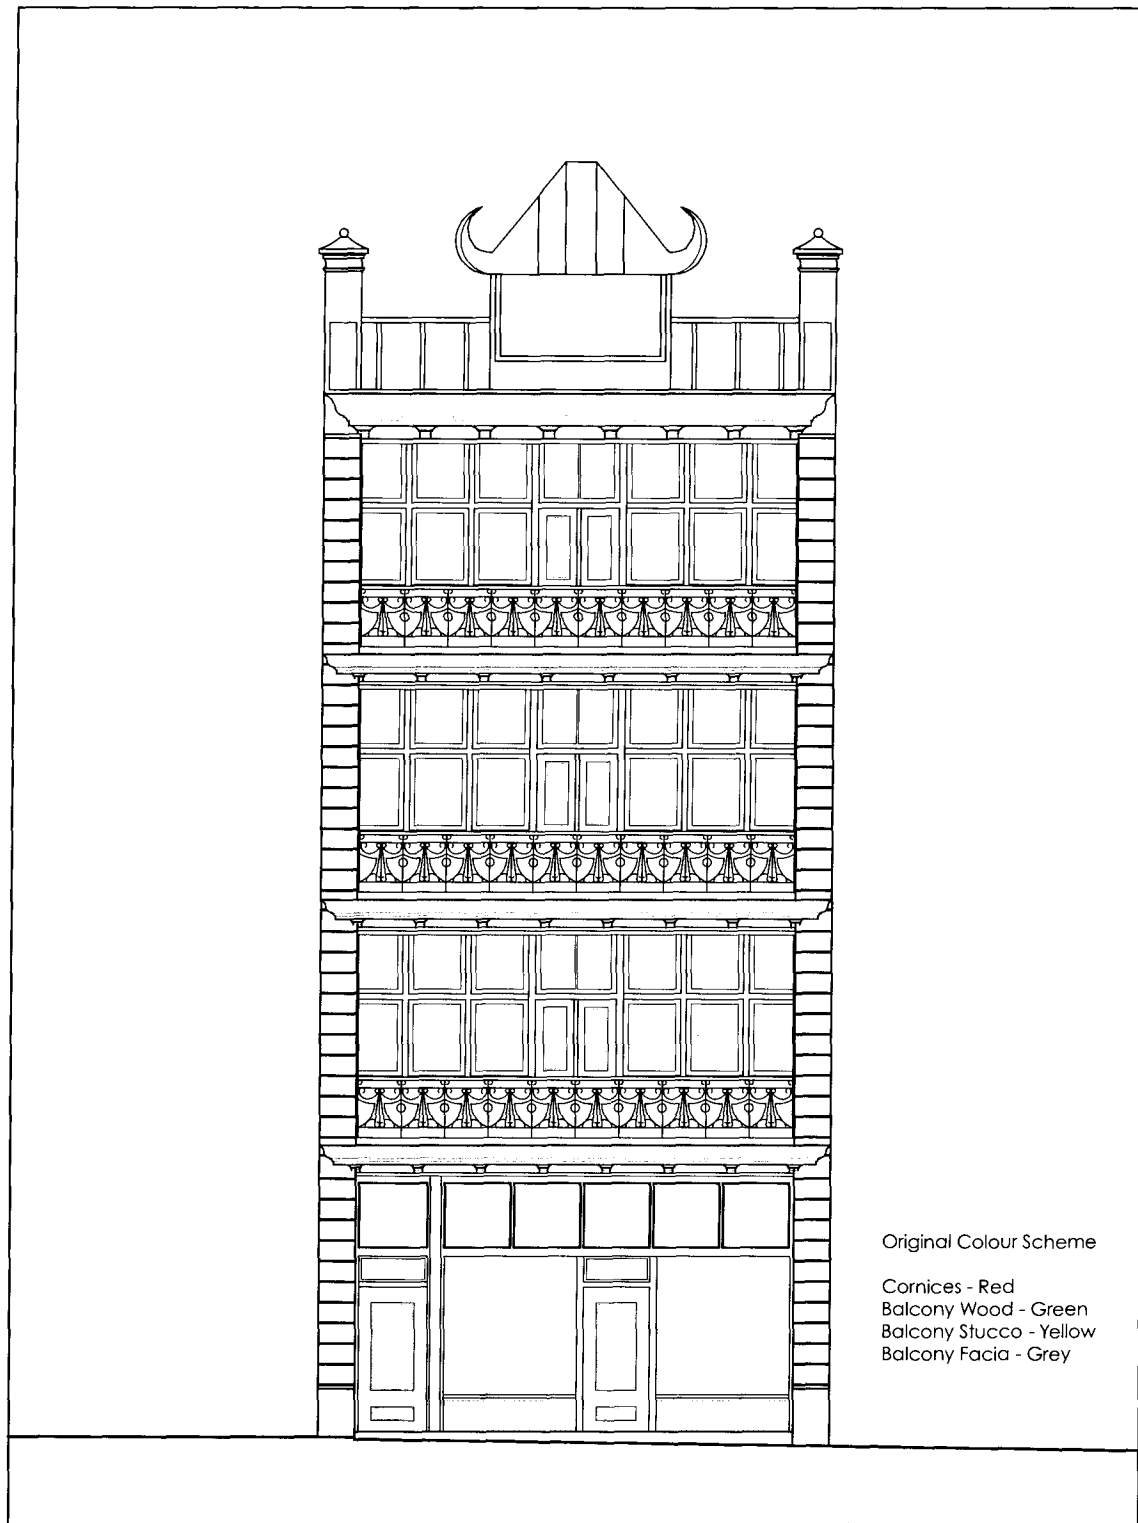 Original Colour Scheme
Cornices - Red
Balcony Wood - Green
Balcony Stucco - Yellow
Balcony Facia - Grey